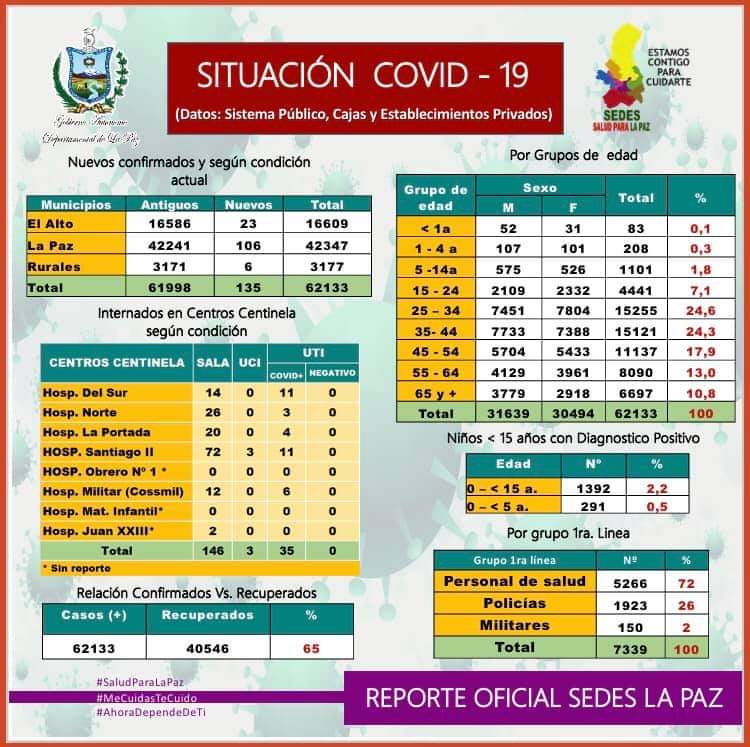 SITUACIÓN COVID - 19
(Datos: Sistema Público, Cajas y Establecimientos Privados)
Gobierno Autónomo
Departamental de La Paz
ESTAMOS
CONTIGO
PARA
CUIDARTE
SEDES
SALUD PARA LA PAZ
Nuevos confirmados y según condición
actual
Municipios Antiguos Nuevos Total
El Alto 16586 23 16609
La Paz 42241 106 42347
Rurales 3171 6 3177
Total 61998 135 62133
Internados en Centros Centinela
según condición
CENTROS CENTINELA SALA UCI UTI
COVID+ NEGATIVO
Hosp. Del Sur 14 0 11 0
Hosp. Norte 26 0 3 0
Hosp. La Portada 20 0 4 0
HOSP. Santiago II 72 3 11 0
HOSP. Obrero Nº 1 * 0 0 0 0
Hosp. Militar (Cossmil) 12 0 6 0
Hosp. Mat. Infantil* 0 0 0 0
Hosp. Juan XXIII* 2 0 0 0
Total 146 3 35 0
* Sin reporte
Relación Confirmados Vs. Recuperados
Casos (+) Recuperados %
62133 40546 65
Por Grupos de edad
Grupo de edad Sexo Total %
M F
< 1a 52 31 83 0,1
1 - 4 a 107 101 208 0,3
5 -14a 575 526 1101 1,8
15 - 24 2109 2332 4441 7,1
25 – 34 7451 7804 15255 24,6
35- 44 7733 7388 15121 24,3
45 - 54 5704 5433 11137 17,9
55 - 64 4129 3961 8090 13,0
65 y + 3779 2918 6697 10,8
Total 31639 30494 62133 100
Niños < 15 años con Diagnostico Positivo
Edad Nº %
0 – < 15 a. 1392 2,2
0 – < 5 a. 291 0,5
Por grupo 1ra. Linea
Grupo 1ra línea Nº %
Personal de salud 5266 72
Policías 1923 26
Militares 150 2
Total 7339 100
#SaludParaLaPaz
#MeCuidasTeCuido
#AhoraDependeDeTi
REPORTE OFICIAL SEDES LA PAZ